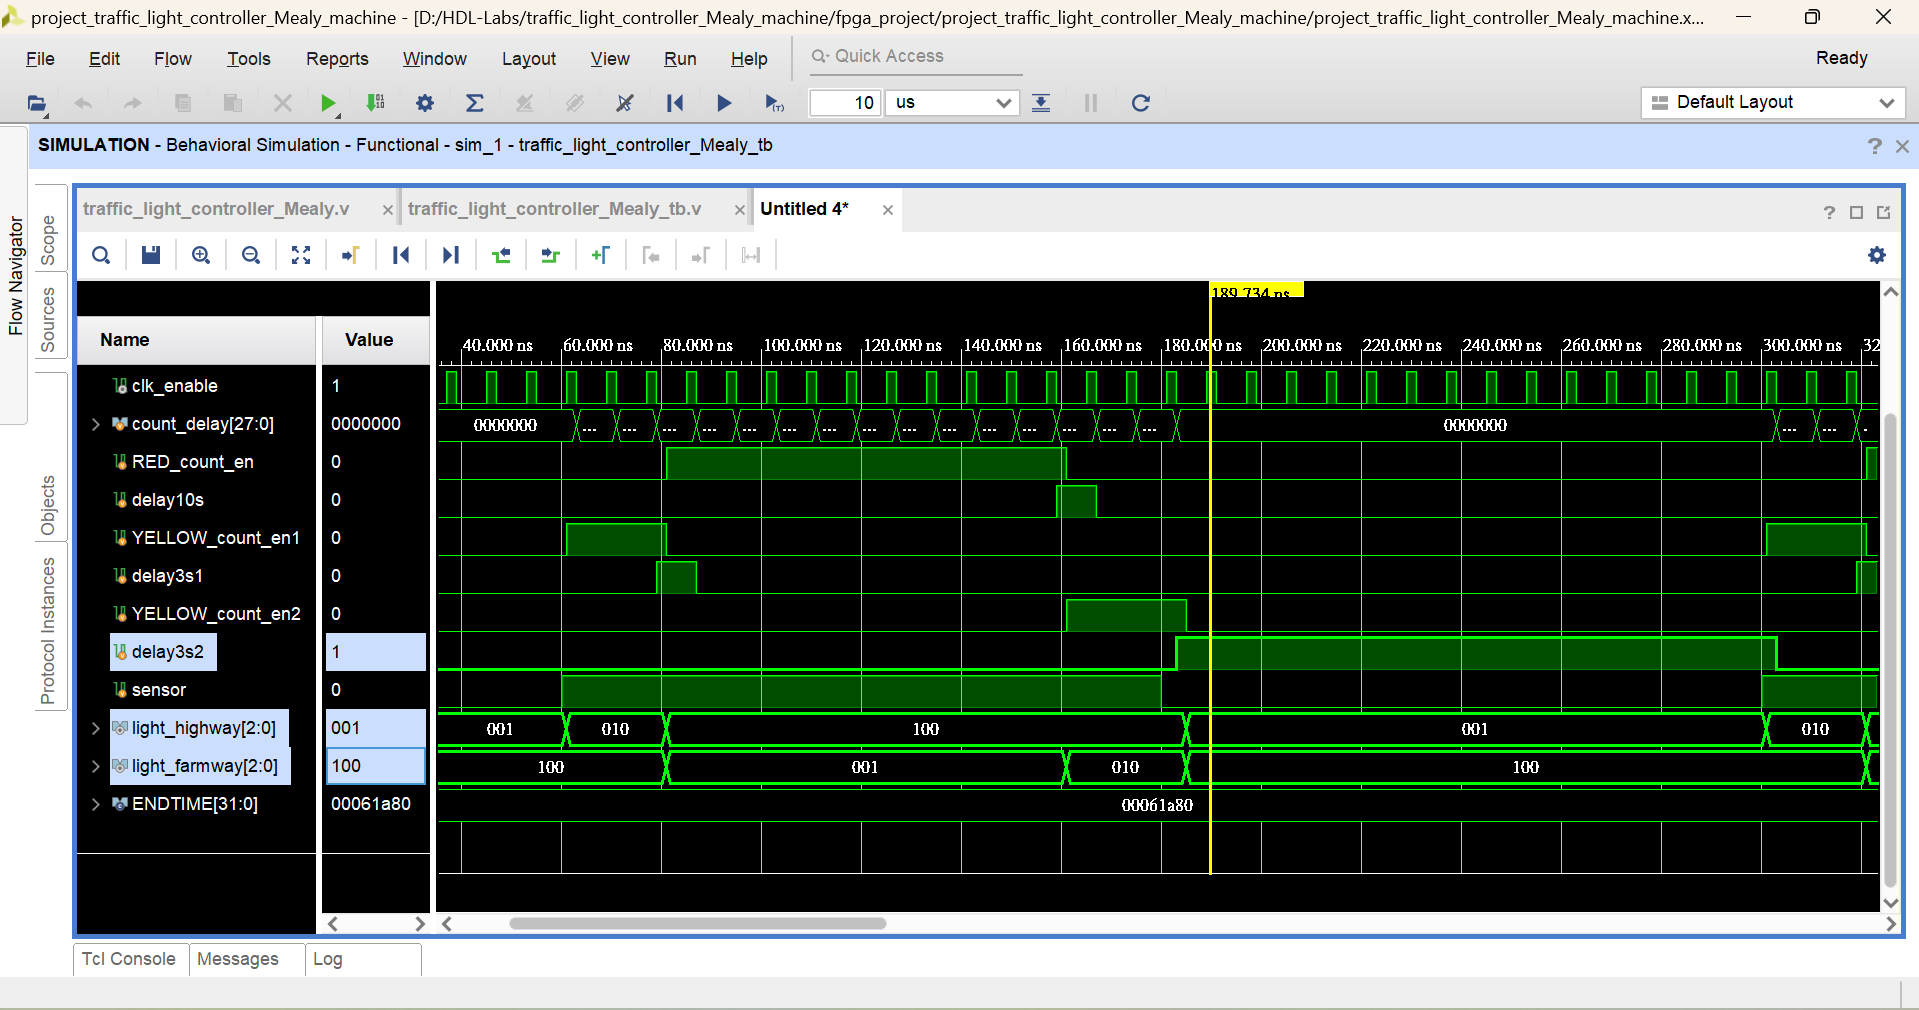 project_traffic_light_controller_Mealy_machine - [D:/HDL-Labs/traffic_light_controller_Mealy_machine/fpga_project/project_traffic_light_controller_Mealy_machine/project_traffic_light_controller_Mealy_machine.x...
File Edit Flow Tools Reports Window Layout View Run Help Quick Access Ready
10 us Default Layout
SIMULATION - Behavioral Simulation - Functional - sim_1 - traffic_light_controller_Mealy_tb
Flow Navigator
Scope
Sources
Objects
Protocol Instances
traffic_light_controller_Mealy.v traffic_light_controller_Mealy_tb.v Untitled 4*
189.734 ns
Name Value
40.000 ns 60.000 ns 80.000 ns 100.000 ns 120.000 ns 140.000 ns 160.000 ns 180.000 ns 200.000 ns 220.000 ns 240.000 ns 260.000 ns 280.000 ns 300.000 ns 32
clk_enable 1
count_delay[27:0] 0000000 0000000 ... ... ... ... ... ... ... ... ... ... ... ... ... ... ... 0000000 ... ... .
RED_count_en 0
delay10s 0
YELLOW_count_en1 0
delay3s1 0
YELLOW_count_en2 0
delay3s2 1
sensor 0
light_highway[2:0] 001 001 010 100 001 010
light_farmway[2:0] 100 100 001 010 100
ENDTIME[31:0] 00061a80 00061a80
Tcl Console Messages Log